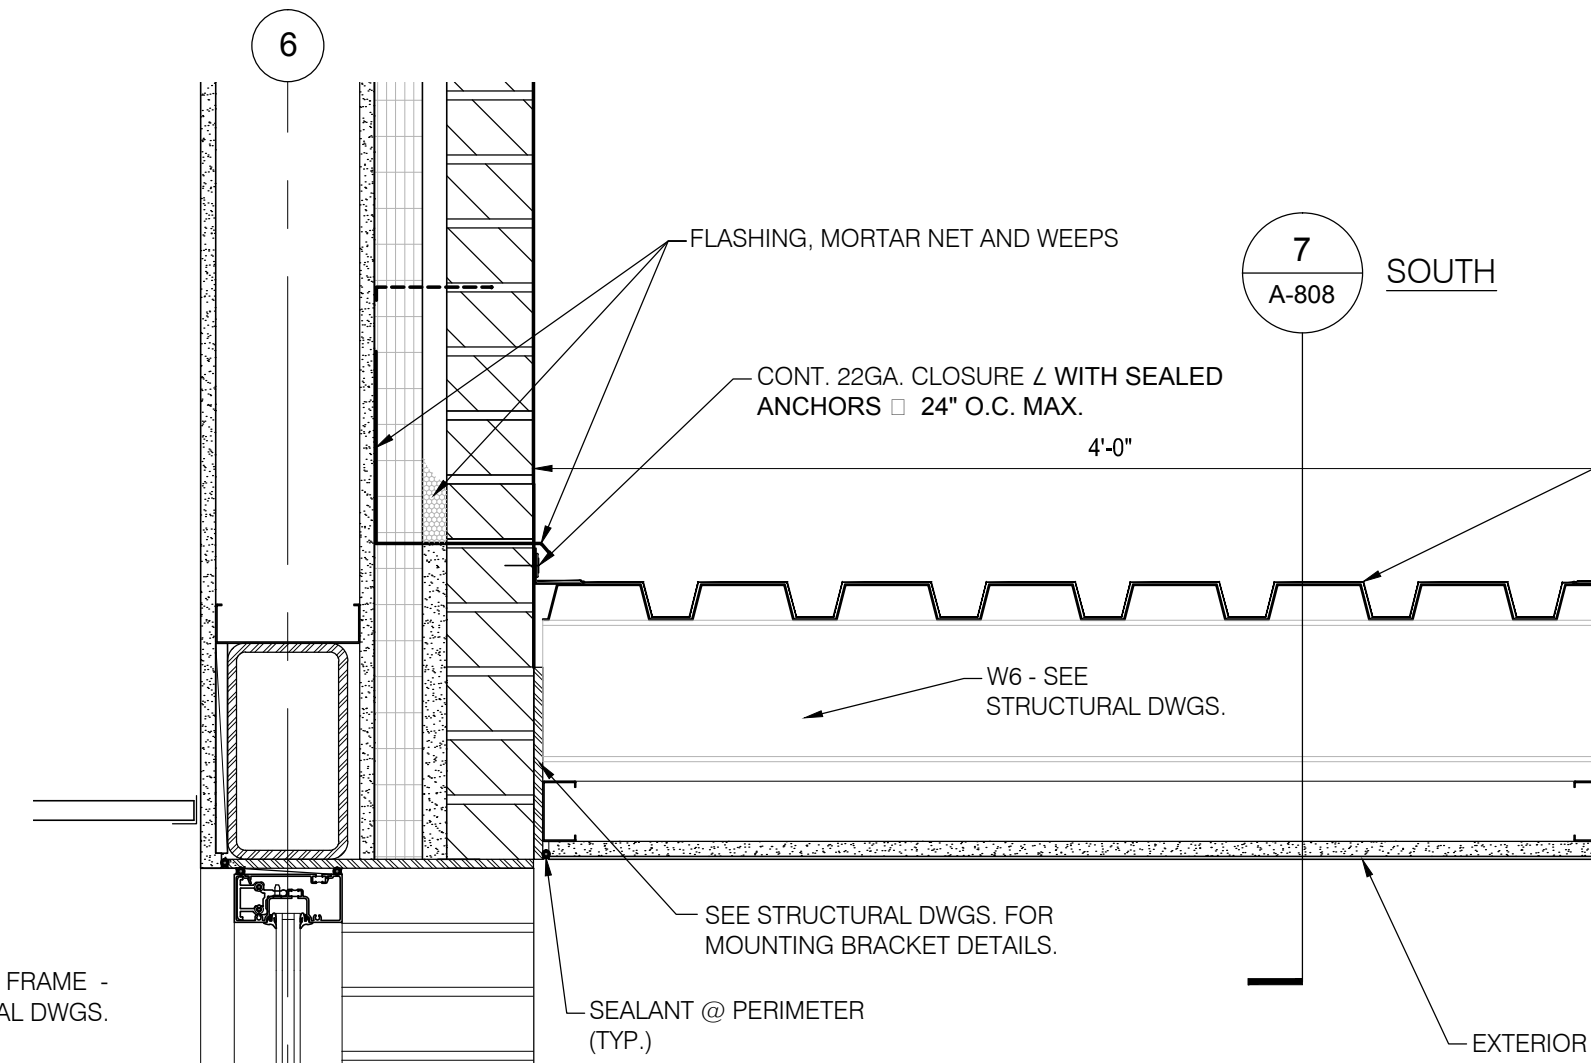 6
FLASHING, MORTAR NET AND WEEPS
7
A-808
SOUTH
CONT. 22GA. CLOSURE ∠ WITH SEALED
ANCHORS □ 24" O.C. MAX.
4'-0"
W6 - SEE
STRUCTURAL DWGS.
SEE STRUCTURAL DWGS. FOR
MOUNTING BRACKET DETAILS.
FRAME -
AL DWGS.
SEALANT @ PERIMETER
(TYP.)
EXTERIOR